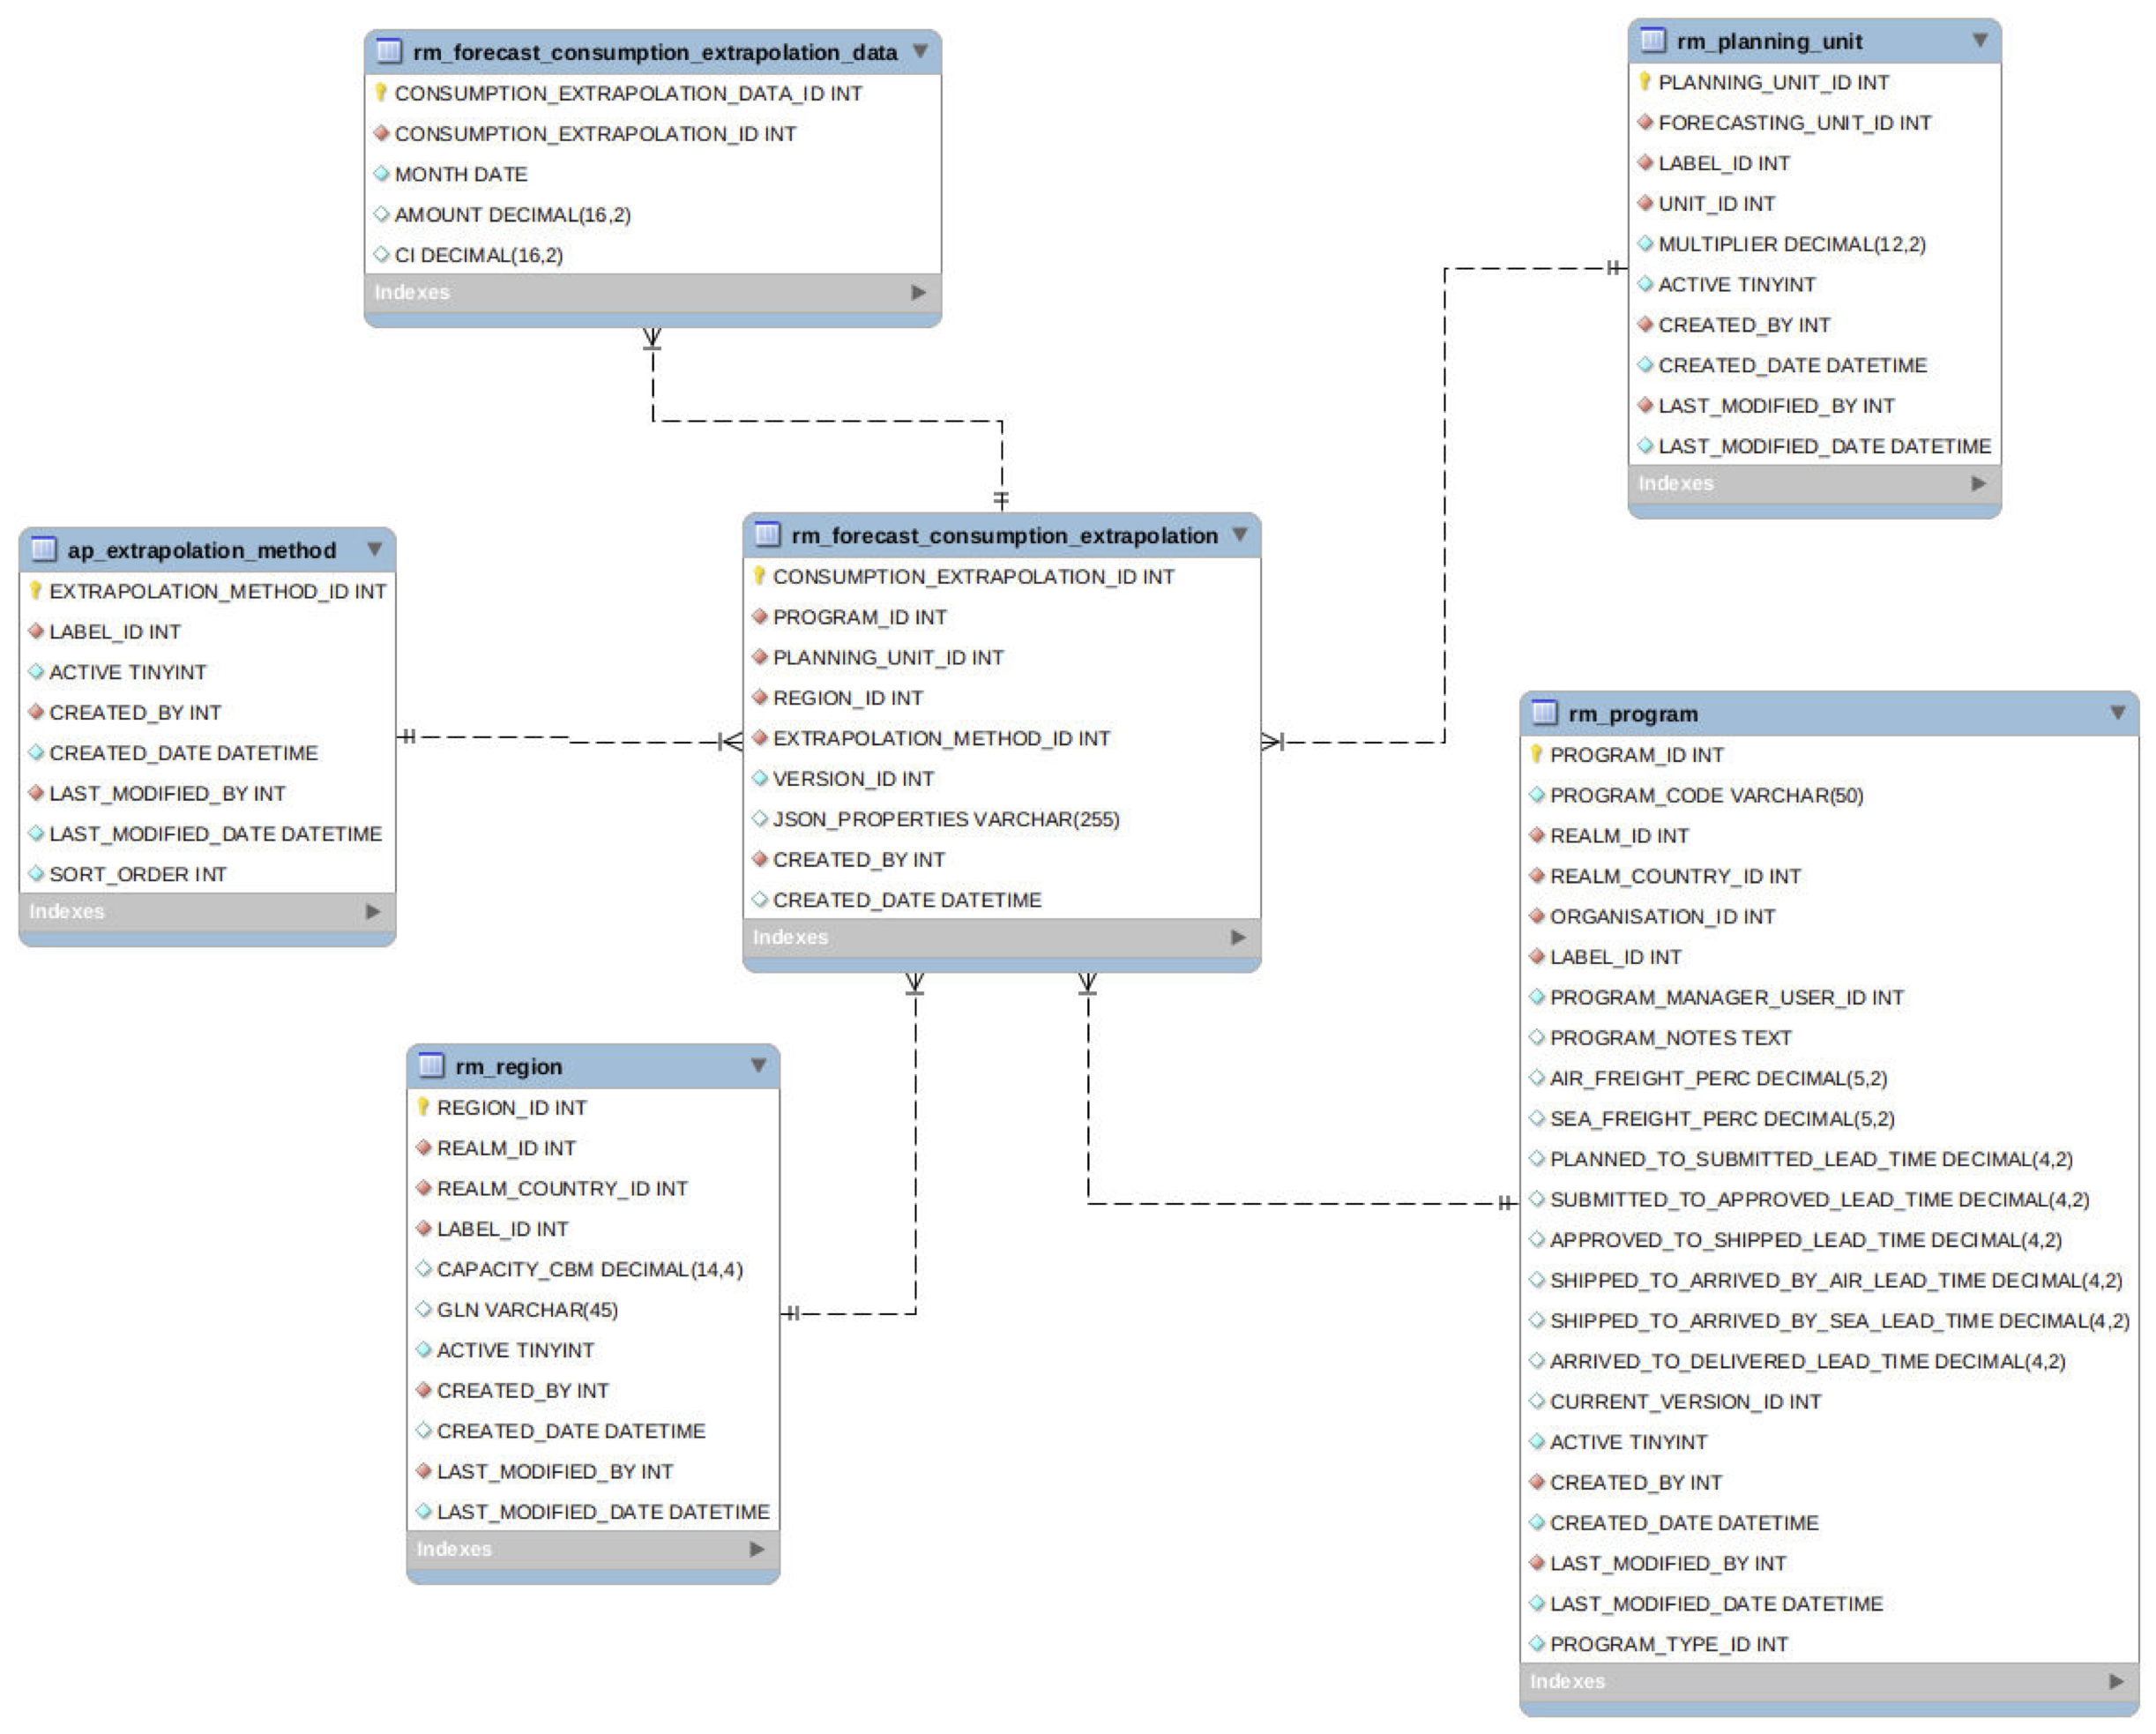 rm_forecast_consumption_extrapolation_data
CONSUMPTION_EXTRAPOLATION_DATA_ID INT
CONSUMPTION_EXTRAPOLATION_ID INT
MONTH DATE
AMOUNT DECIMAL(16,2)
CI DECIMAL(16,2)
Indexes
rm_planning_unit
PLANNING_UNIT_ID INT
FORECASTING_UNIT_ID INT
LABEL_ID INT
UNIT_ID INT
MULTIPLIER DECIMAL(12,2)
ACTIVE TINYINT
CREATED_BY INT
CREATED_DATE DATETIME
LAST_MODIFIED_BY INT
LAST_MODIFIED_DATE DATETIME
Indexes
ap_extrapolation_method
EXTRAPOLATION_METHOD_ID INT
LABEL_ID INT
ACTIVE TINYINT
CREATED_BY INT
CREATED_DATE DATETIME
LAST_MODIFIED_BY INT
LAST_MODIFIED_DATE DATETIME
SORT_ORDER INT
Indexes
rm_forecast_consumption_extrapolation
CONSUMPTION_EXTRAPOLATION_ID INT
PROGRAM_ID INT
PLANNING_UNIT_ID INT
REGION_ID INT
EXTRAPOLATION_METHOD_ID INT
VERSION_ID INT
JSON_PROPERTIES VARCHAR(255)
CREATED_BY INT
CREATED_DATE DATETIME
Indexes
rm_program
PROGRAM_ID INT
PROGRAM_CODE VARCHAR(50)
REALM_ID INT
REALM_COUNTRY_ID INT
ORGANISATION_ID INT
LABEL_ID INT
PROGRAM_MANAGER_USER_ID INT
PROGRAM_NOTES TEXT
AIR_FREIGHT_PERC DECIMAL(5,2)
SEA_FREIGHT_PERC DECIMAL(5,2)
PLANNED_TO_SUBMITTED_LEAD_TIME DECIMAL(4,2)
SUBMITTED_TO_APPROVED_LEAD_TIME DECIMAL(4,2)
APPROVED_TO_SHIPPED_LEAD_TIME DECIMAL(4,2)
SHIPPED_TO_ARRIVED_BY_AIR_LEAD_TIME DECIMAL(4,2)
SHIPPED_TO_ARRIVED_BY_SEA_LEAD_TIME DECIMAL(4,2)
ARRIVED_TO_DELIVERED_LEAD_TIME DECIMAL(4,2)
CURRENT_VERSION_ID INT
ACTIVE TINYINT
CREATED_BY INT
CREATED_DATE DATETIME
LAST_MODIFIED_BY INT
LAST_MODIFIED_DATE DATETIME
PROGRAM_TYPE_ID INT
Indexes
rm_region
REGION_ID INT
REALM_ID INT
REALM_COUNTRY_ID INT
LABEL_ID INT
CAPACITY_CBM DECIMAL(14,4)
GLN VARCHAR(45)
ACTIVE TINYINT
CREATED_BY INT
CREATED_DATE DATETIME
LAST_MODIFIED_BY INT
LAST_MODIFIED_DATE DATETIME
Indexes